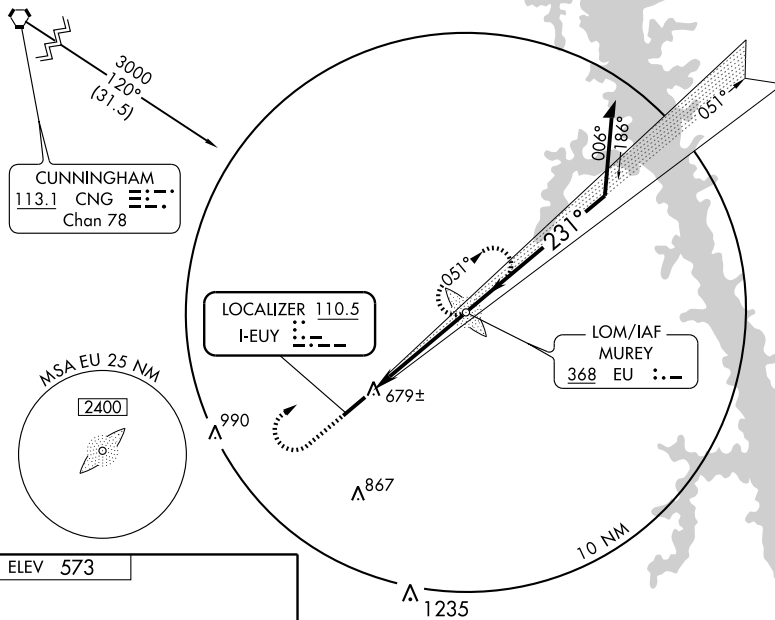 3000
120°
(31.5)
CUNNINGHAM
113.1 CNG
Chan 78
006°
186°
051°
231°
051°
LOCALIZER 110.5
I-EUY
LOM/IAF
MUREY
368 EU
679±
MSA EU 25 NM
2400
990
867
10 NM
1235
ELEV 573